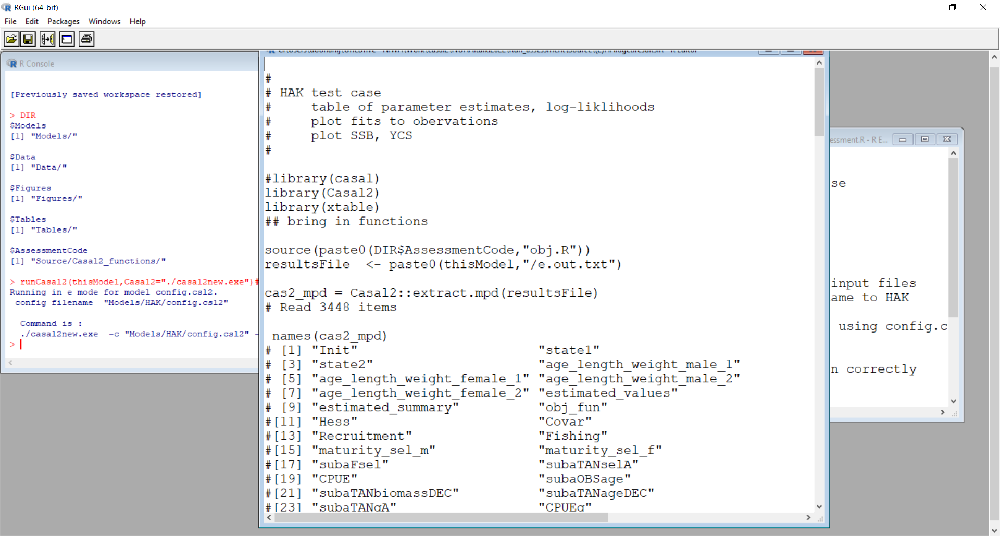 RGui (64-bit)
File Edit Packages Windows Help
R Console
[Previously saved workspace restored]
> DIR
$Models
[1] "Models/"
$Data
[1] "Data/"
$Figures
[1] "Figures/"
$Tables
[1] "Tables/"
$AssessmentCode
[1] "Source/Casal2_functions/"
> runCasal2(thisModel,Casal2="./casal2new.exe")#
Running in e mode for model config.csl2.
config filename "Models/HAK/config.csl2"
Command is :
./casal2new.exe -c "Models/HAK/config.csl2" -
>
#
# HAK test case
# table of parameter estimates, log-liklihoods
# plot fits to obervations
# plot SSB, YCS
#
#library(casal)
library(Casal2)
library(xtable)
## bring in functions
source(paste0(DIR$AssessmentCode,"obj.R"))
resultsFile <- paste0(thisModel,"/e.out.txt")
cas2_mpd = Casal2::extract.mpd(resultsFile)
# Read 3448 items
names(cas2_mpd)
# [1] "Init" "state1"
# [3] "state2" "age_length_weight_male_1"
# [5] "age_length_weight_female_1" "age_length_weight_male_2"
# [7] "age_length_weight_female_2" "estimated_values"
# [9] "estimated_summary" "obj_fun"
#[11] "Hess" "Covar"
#[13] "Recruitment" "Fishing"
#[15] "maturity_sel_m" "maturity_sel_f"
#[17] "subaFsel" "subaTANselA"
#[19] "CPUE" "subaOBSage"
#[21] "subaTANbiomassDEC" "subaTANageDEC"
#[23] "subaTANqA" "CPUEq"
essment.R - R E...
se
input files
ame to HAK
using config.c
n correctly